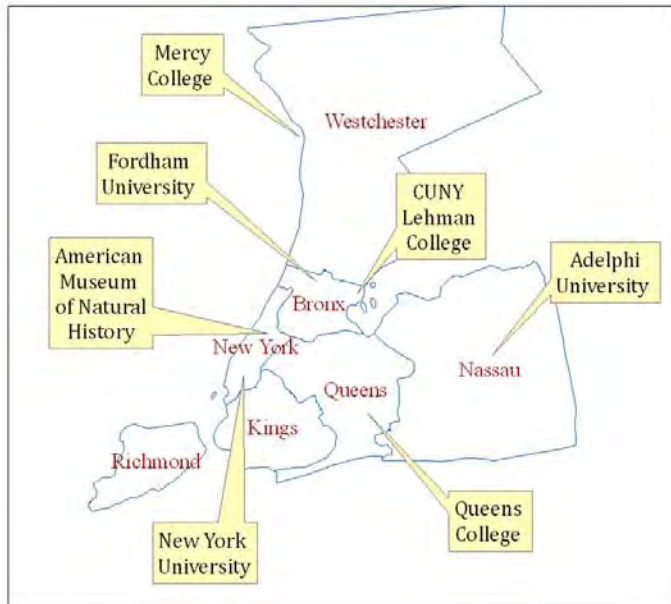 Mercy
College
Westchester
Fordham
University
CUNY
Lehman
College
American
Museum
of Natural
History
Adelphi
University
Bronx
New York
Queens
Nassau
Kings
Richmond
Queens
College
New York
University